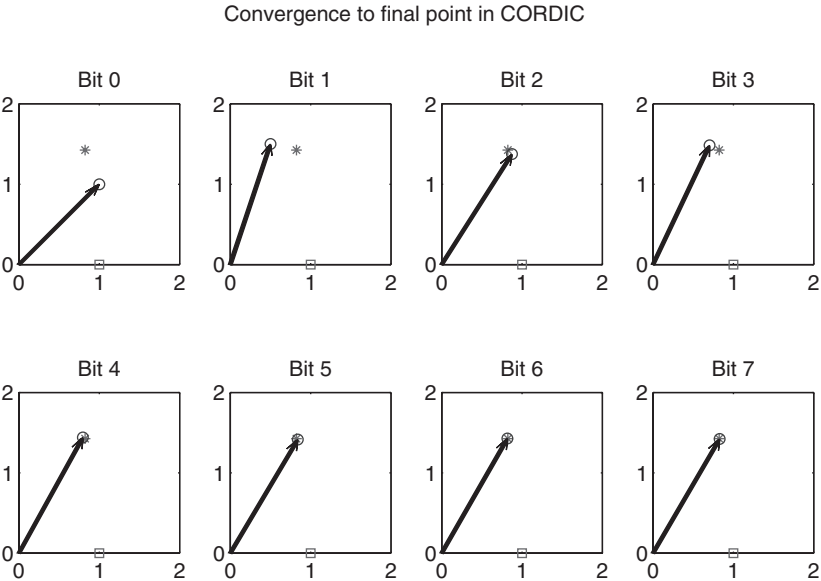 Convergence to final point in CORDIC
Bit 0 Bit 1 Bit 2 Bit 3
2 2 2 2
1 1 1 1
0 0 0 0
0 1 2 0 1 2 0 1 2 0 1 2
Bit 4 Bit 5 Bit 6 Bit 7
2 2 2 2
1 1 1 1
0 0 0 0
0 1 2 0 1 2 0 1 2 0 1 2